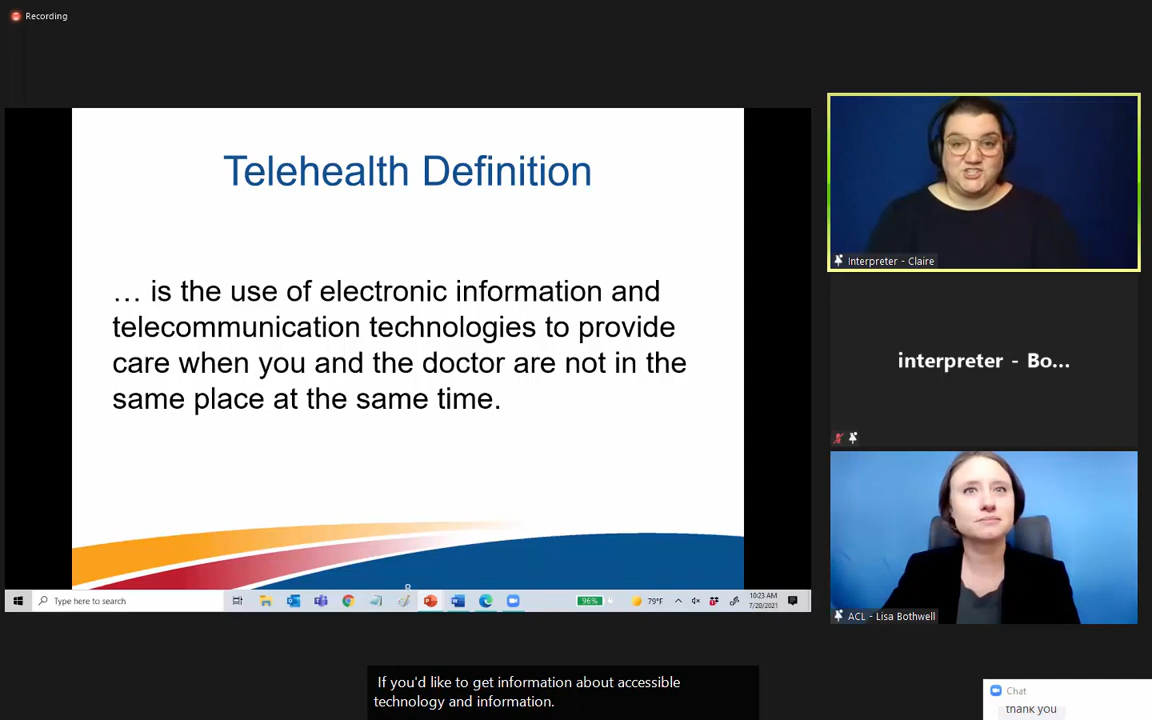 Recording
Telehealth Definition
… is the use of electronic information and
telecommunication technologies to provide
care when you and the doctor are not in the
same place at the same time.
8
Type here to search
96%
79°F
10:23 AM
7/20/2021
Interpreter - Claire
interpreter - Bo...
ACL - Lisa Bothwell
If you'd like to get information about accessible
technology and information.
Chat
thank you